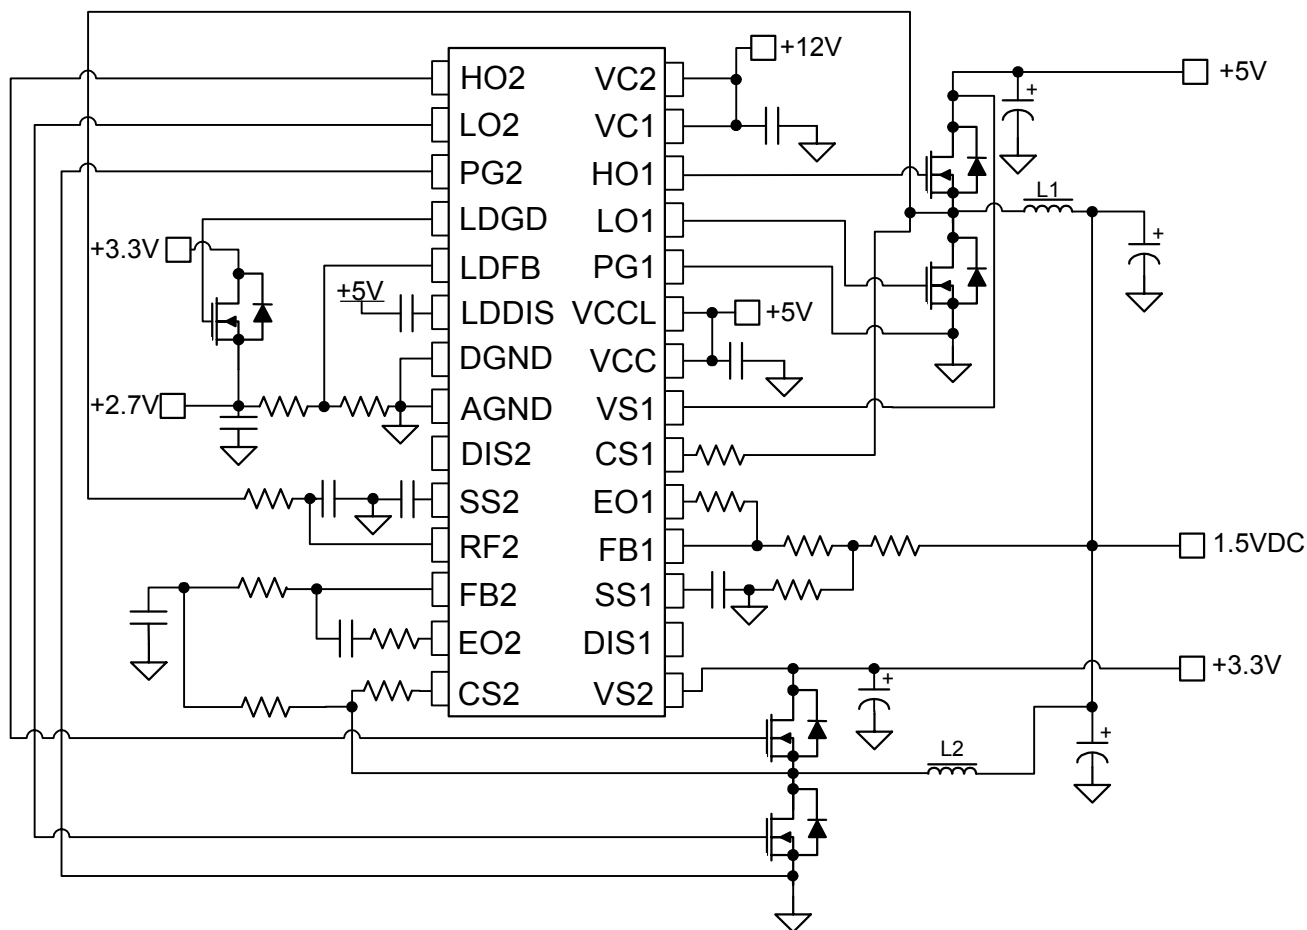 +12V
+5V
HO2 VC2
LO2 VC1
PG2 HO1
L1
LDGD LO1
+3.3V
LDFB PG1
+5V
LDDIS VCCL +5V
DGND VCC
+2.7V
AGND VS1
DIS2 CS1
SS2 EO1
RF2 FB1
1.5VDC
FB2 SS1
EO2 DIS1
+3.3V
CS2 VS2
L2
+
+
+
+